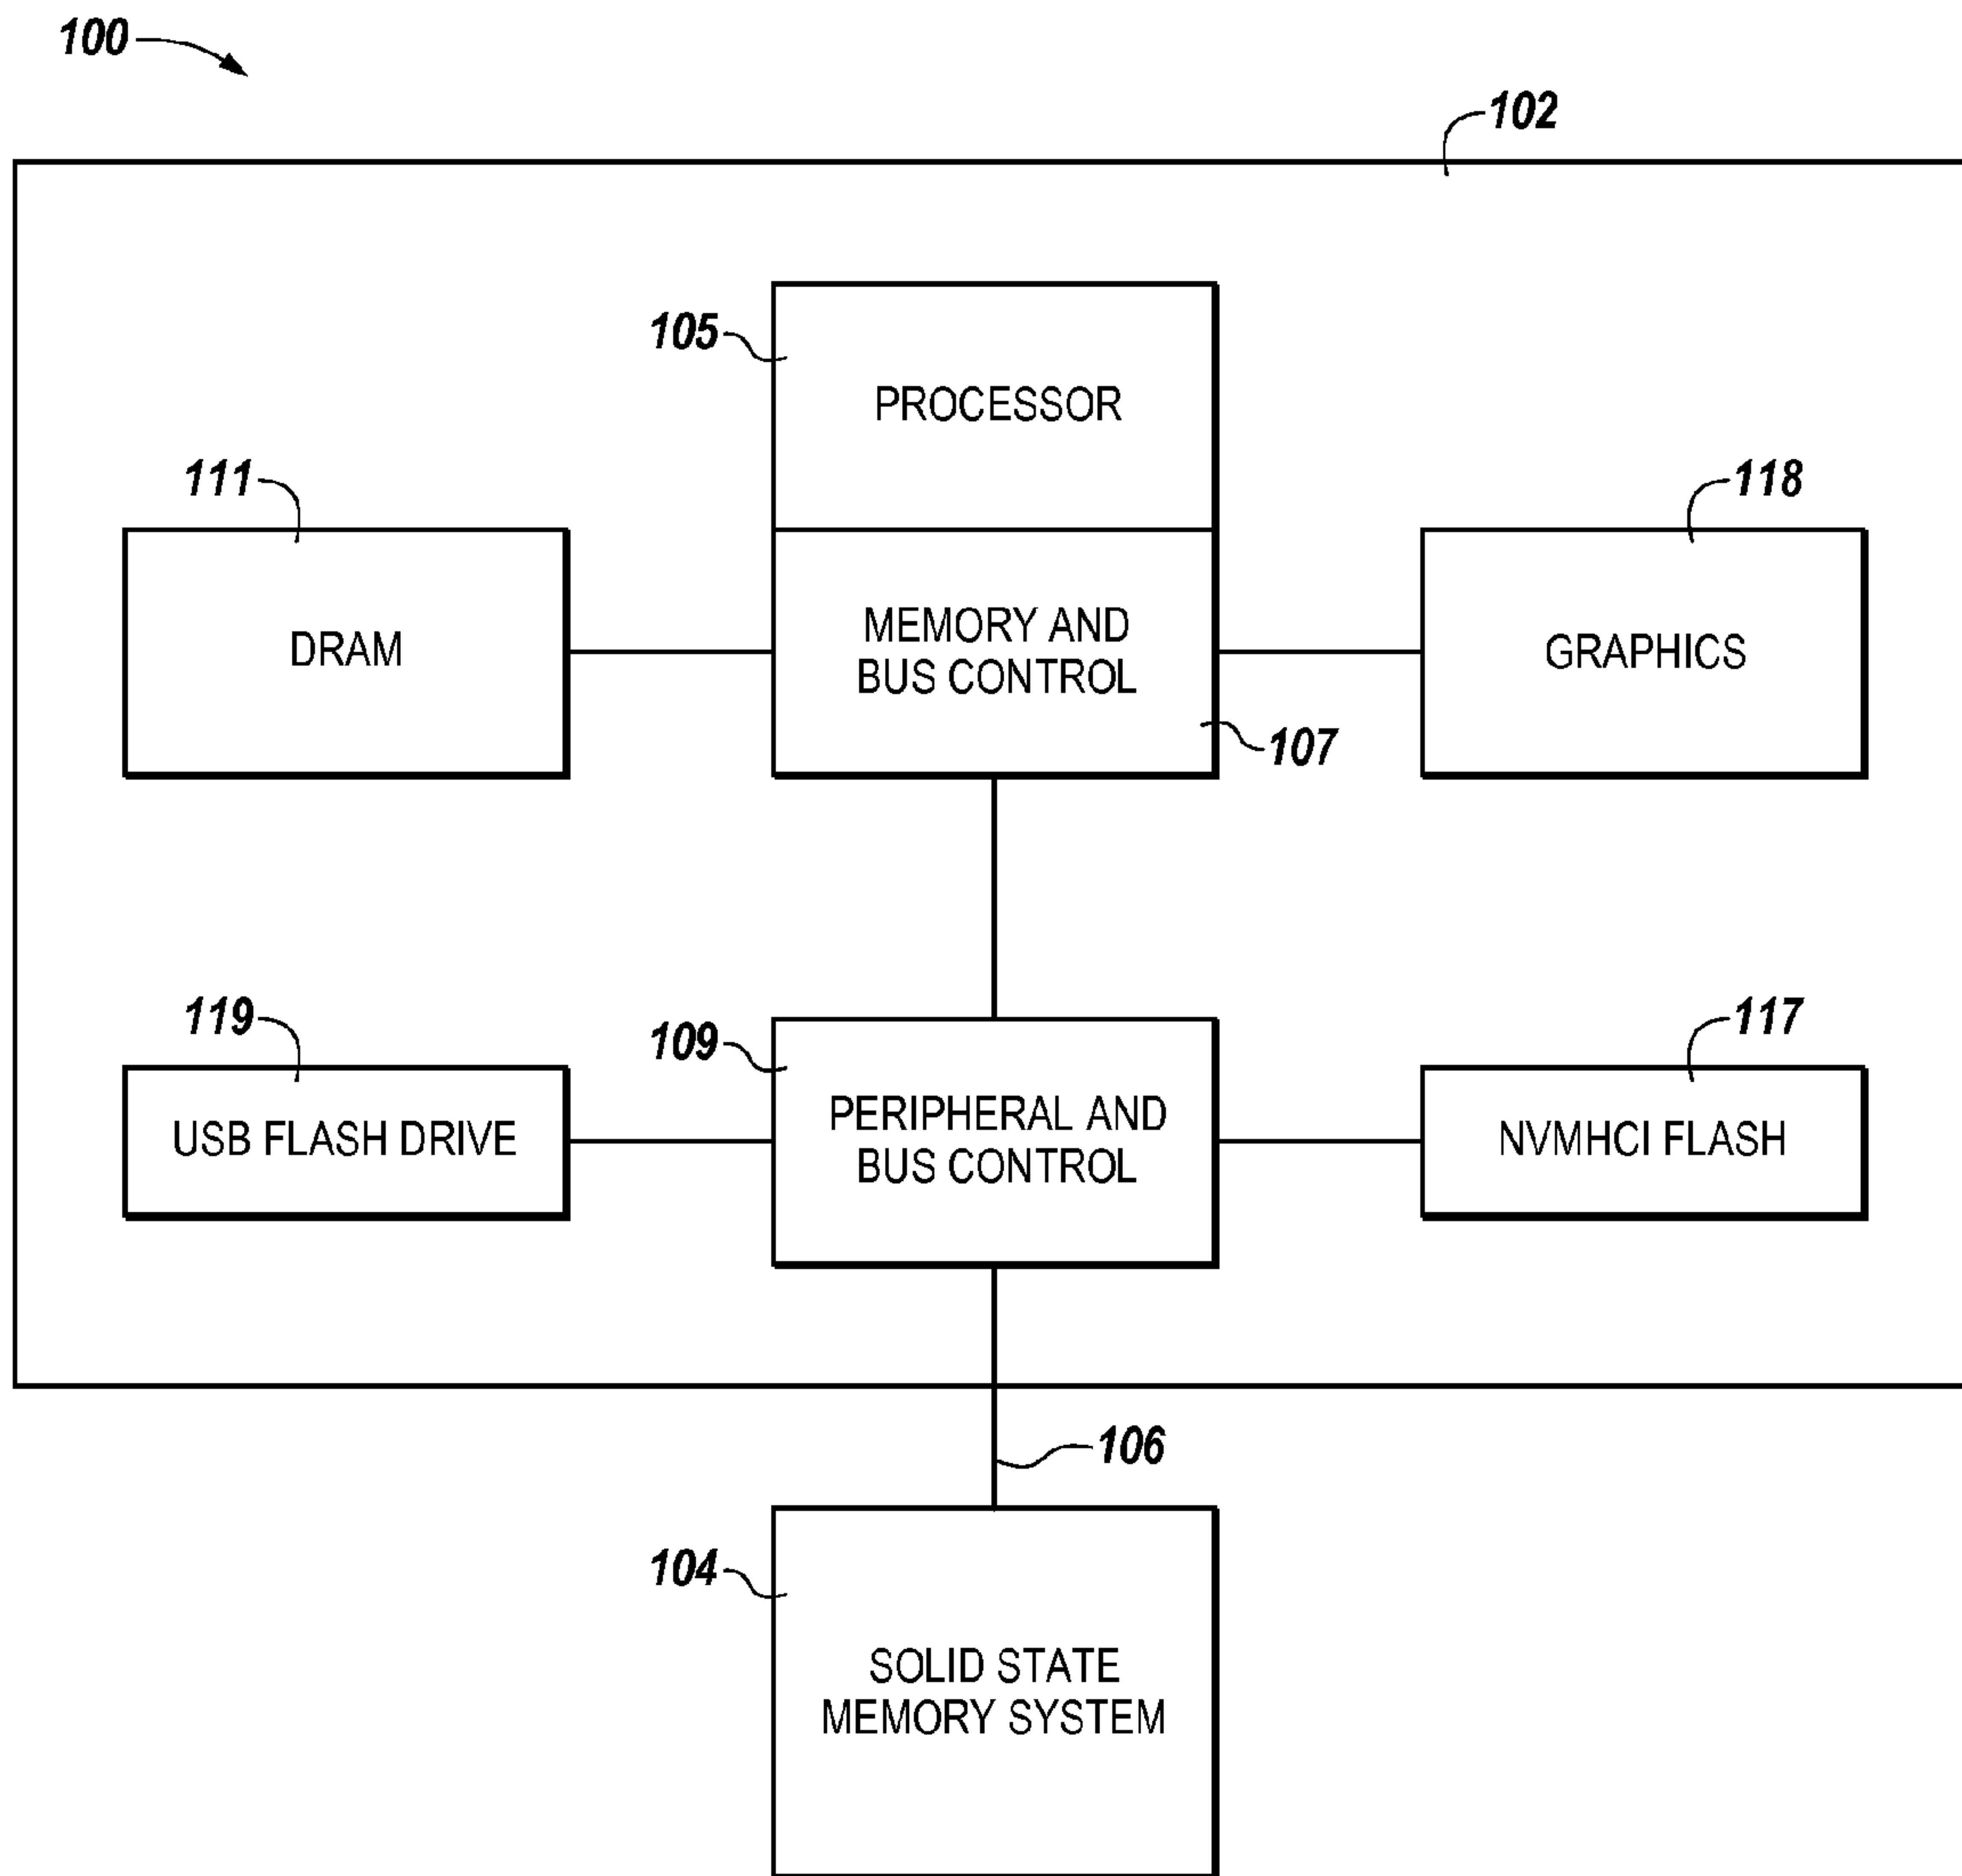 100
102
105
PROCESSOR
111
118
DRAM
MEMORY AND
BUS CONTROL
GRAPHICS
107
119
109
117
USB FLASH DRIVE
PERIPHERAL AND
BUS CONTROL
NVMHCI FLASH
106
104
SOLID STATE
MEMORY SYSTEM